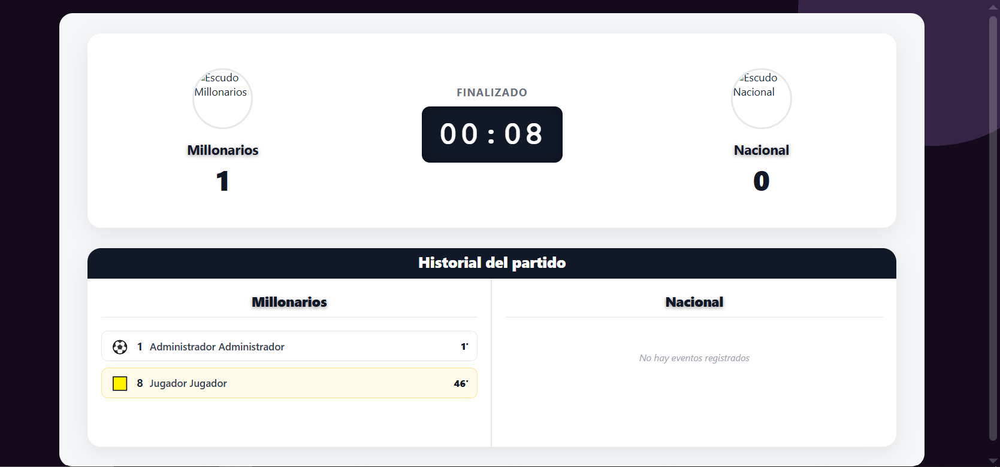 Escudo
Millonarios
Millonarios
1
FINALIZADO
00:08
Escudo
Nacional
Nacional
0
Historial del partido
Millonarios
1 Administrador Administrador 1'
8 Jugador Jugador 46'
Nacional
No hay eventos registrados